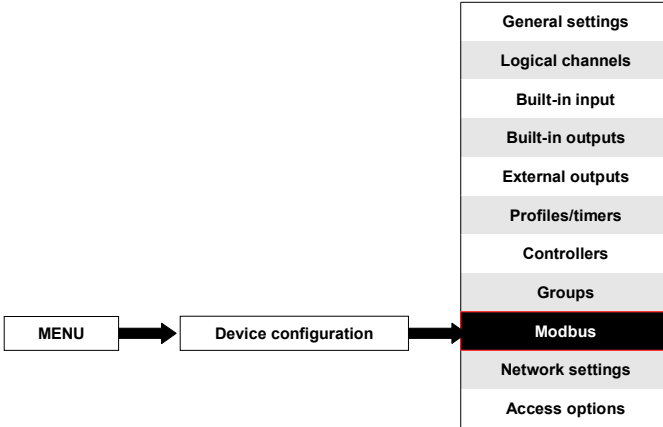 General settings
Logical channels
Built-in input
Built-in outputs
External outputs
Profiles/timers
Controllers
Groups
MENU
Device configuration
Modbus
Network settings
Access options